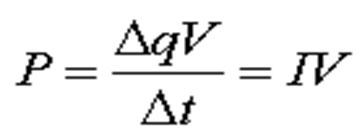 P = ΔqV / Δt = IV